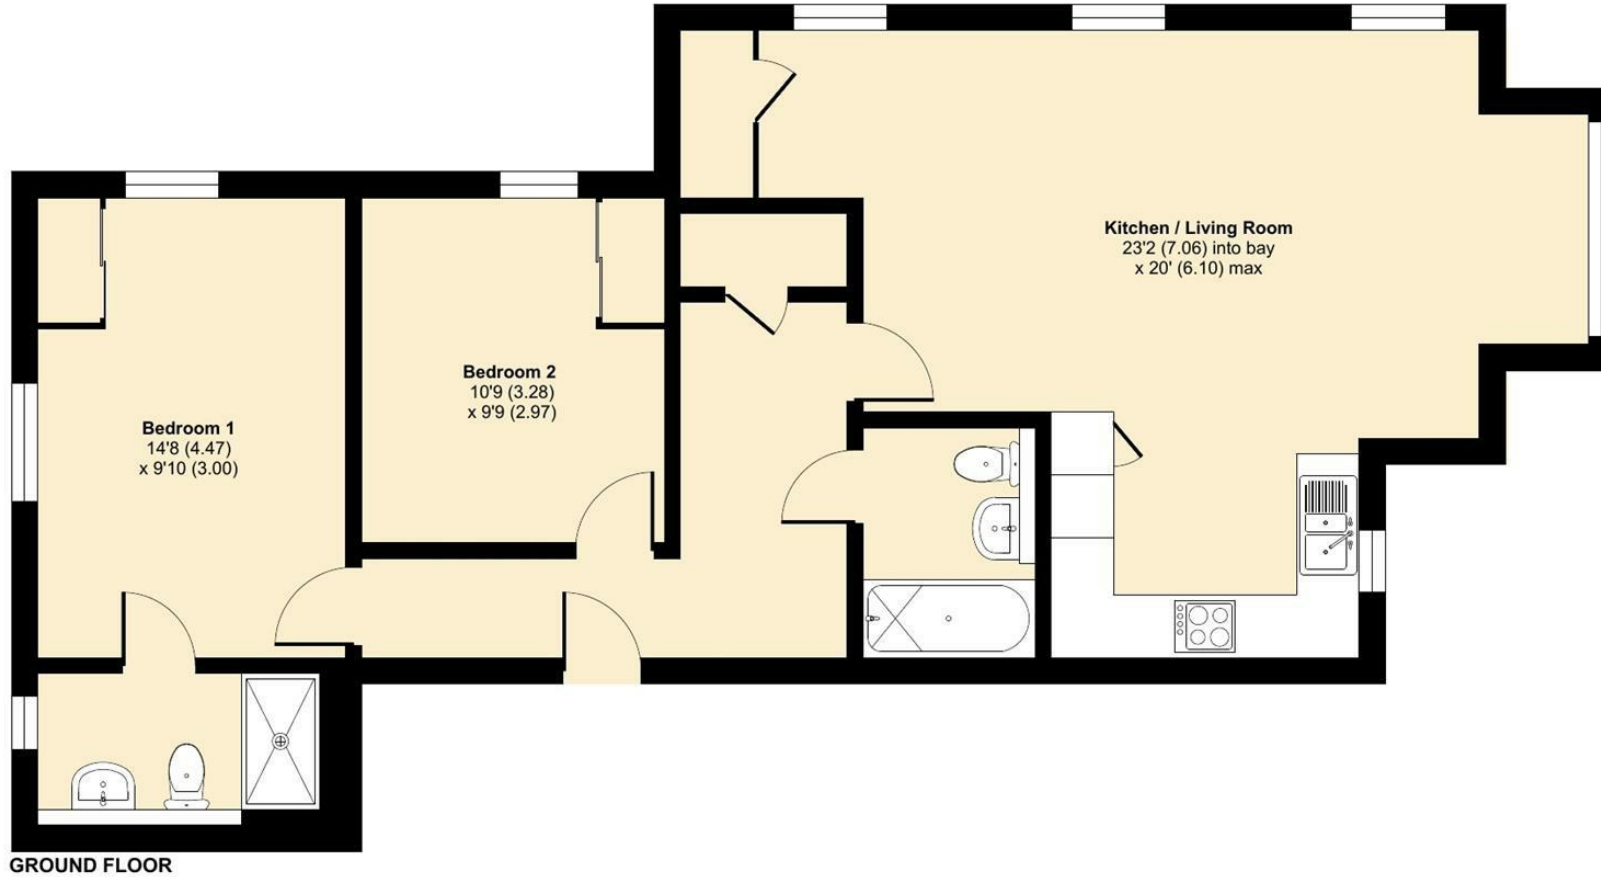 Kitchen / Living Room
23'2 (7.06) into bay
x 20' (6.10) max
Bedroom 2
10'9 (3.28)
x 9'9 (2.97)
Bedroom 1
14'8 (4.47)
x 9'10 (3.00)
GROUND FLOOR